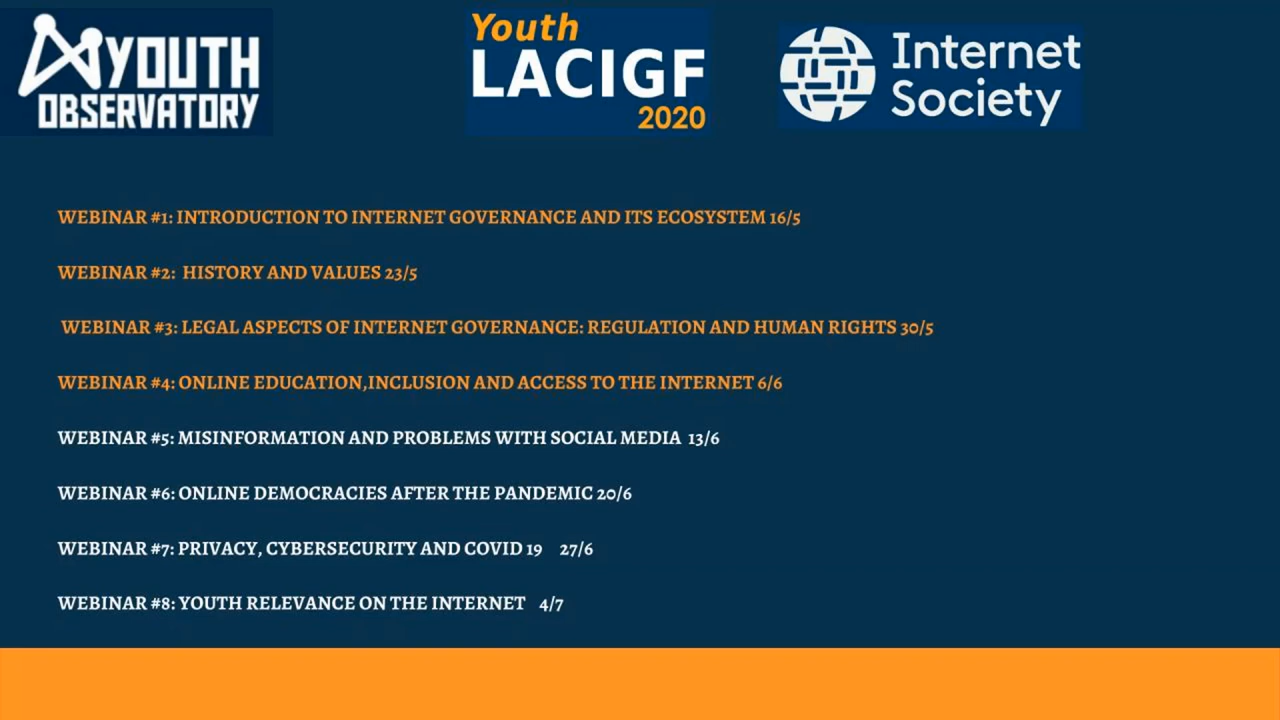 YOUTH
OBSERVATORY
Youth
LACIGF
2020
Internet
Society
WEBINAR #1: INTRODUCTION TO INTERNET GOVERNANCE AND ITS ECOSYSTEM 16/5
WEBINAR #2: HISTORY AND VALUES 23/5
WEBINAR #3: LEGAL ASPECTS OF INTERNET GOVERNANCE: REGULATION AND HUMAN RIGHTS 30/5
WEBINAR #4: ONLINE EDUCATION,INCLUSION AND ACCESS TO THE INTERNET 6/6
WEBINAR #5: MISINFORMATION AND PROBLEMS WITH SOCIAL MEDIA 13/6
WEBINAR #6: ONLINE DEMOCRACIES AFTER THE PANDEMIC 20/6
WEBINAR #7: PRIVACY, CYBERSECURITY AND COVID 19 27/6
WEBINAR #8: YOUTH RELEVANCE ON THE INTERNET 4/7